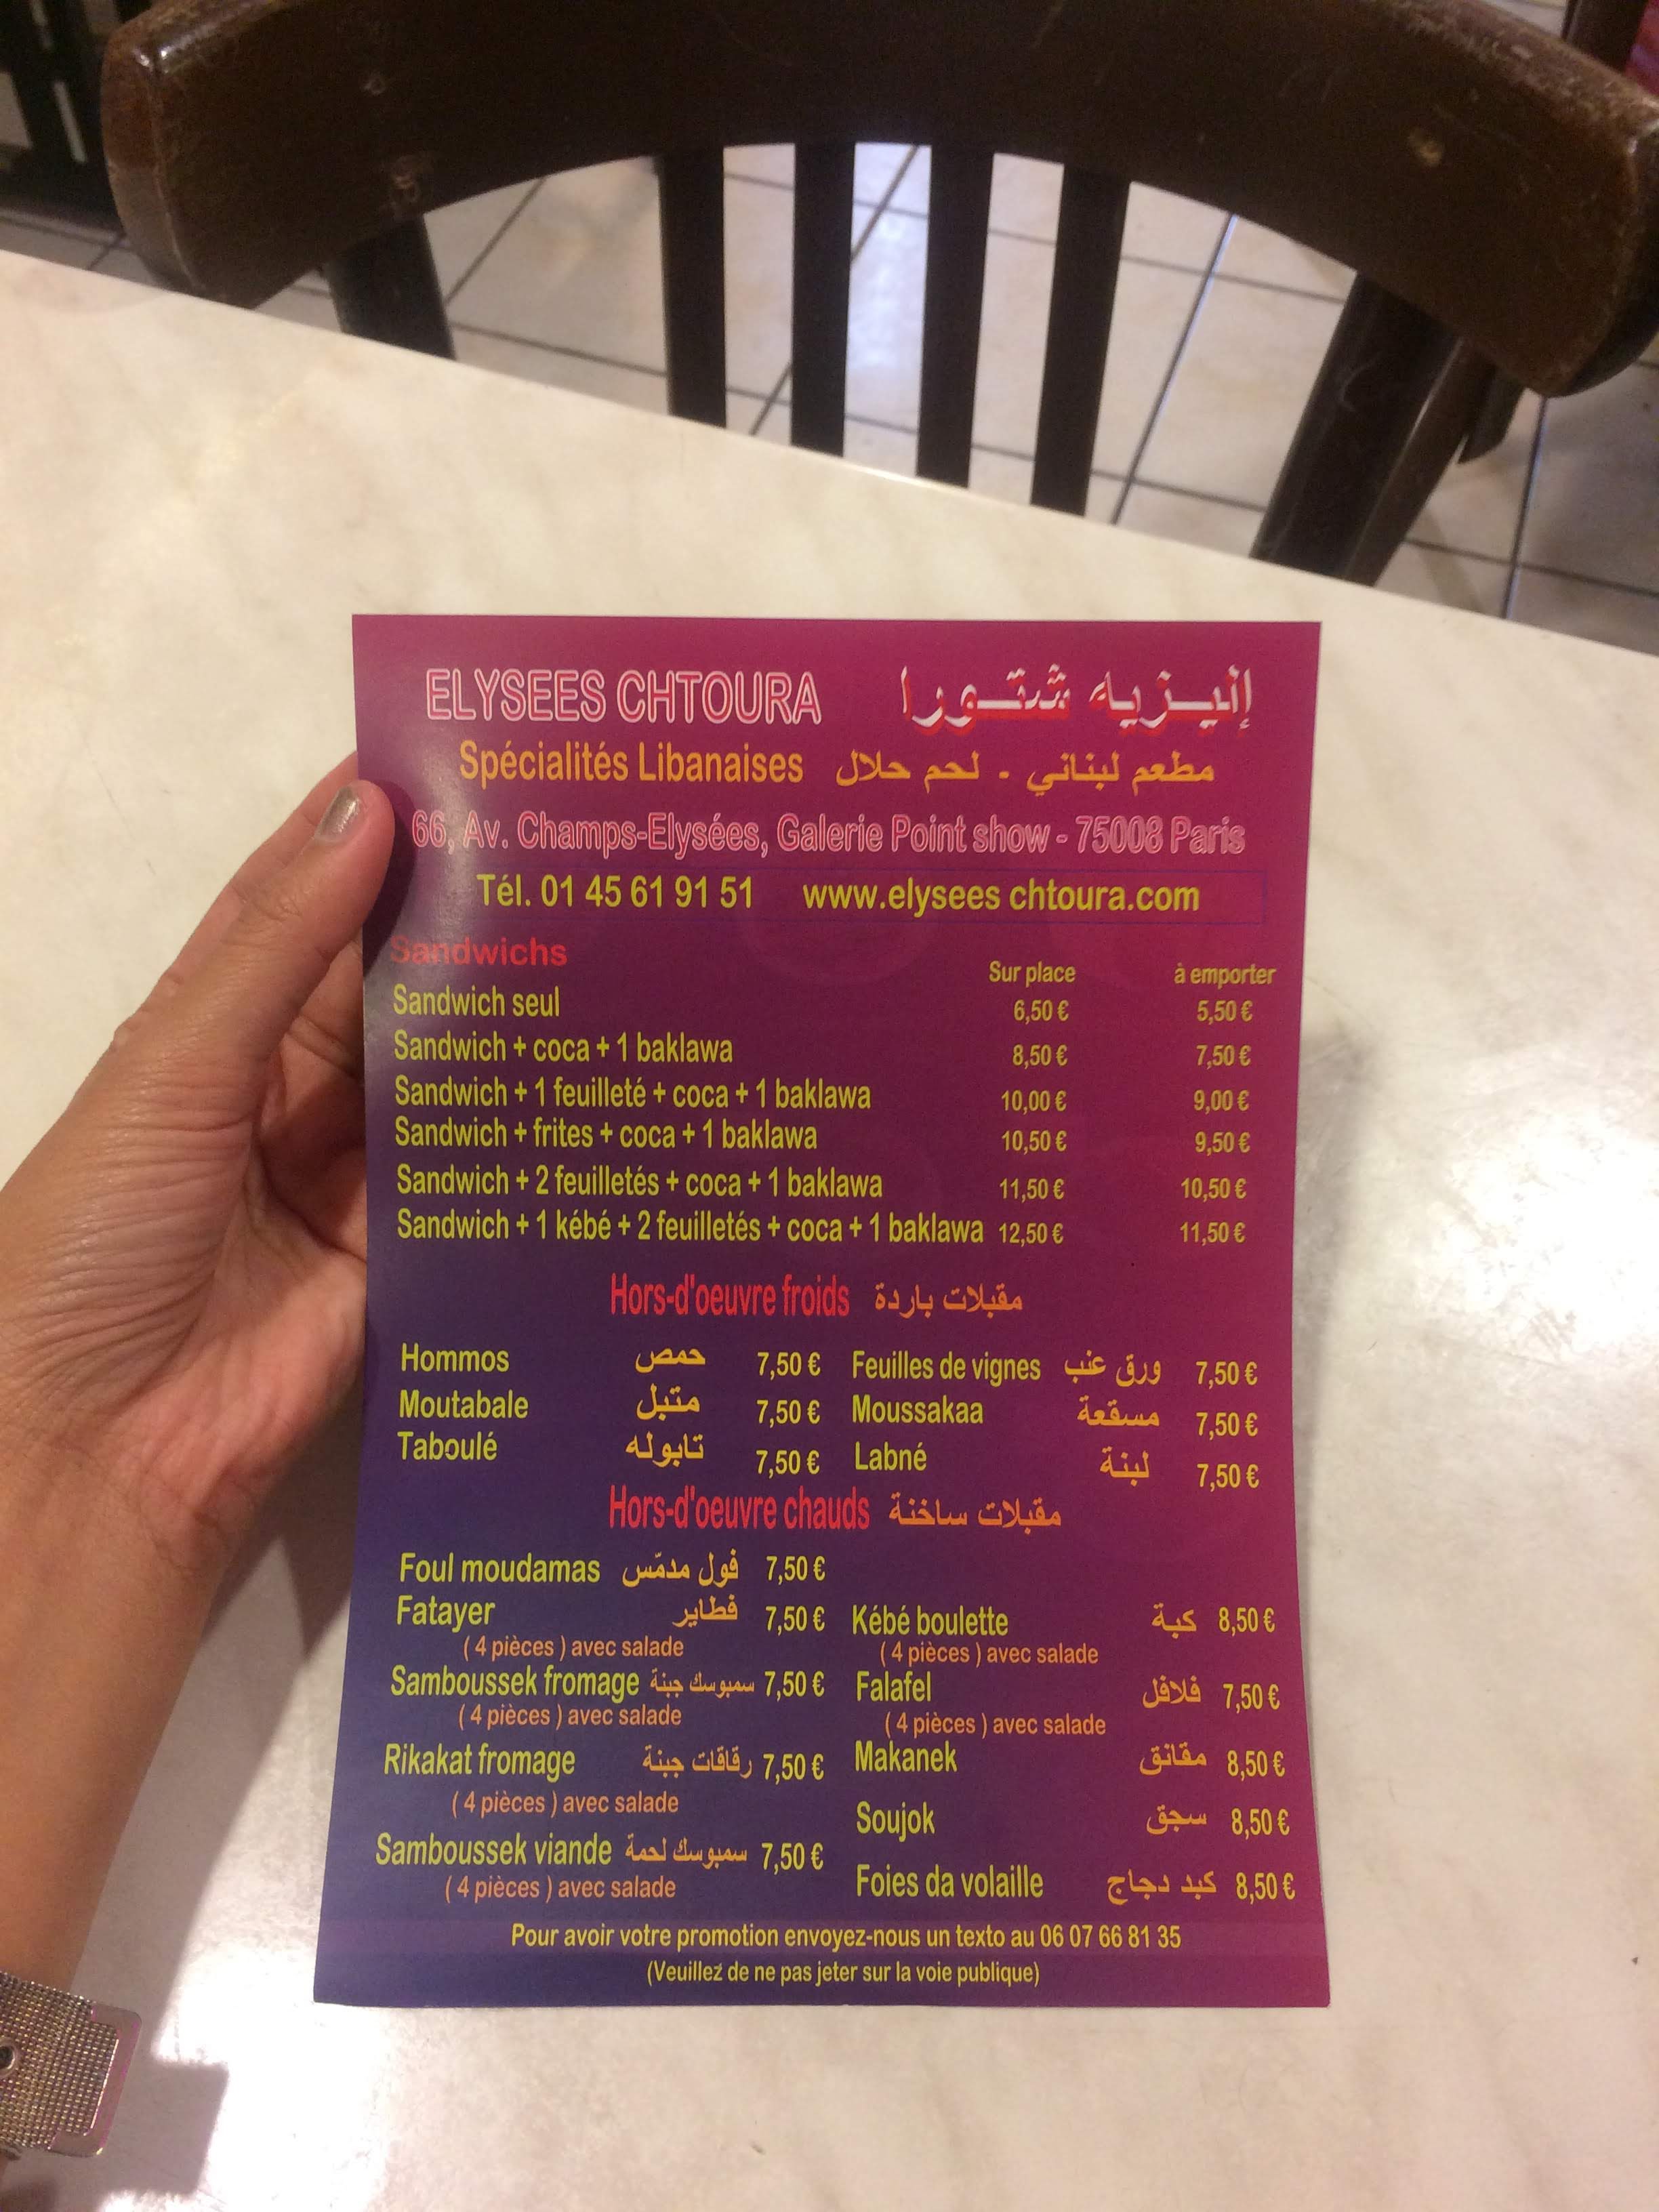 ELYSEES CHTOURA إليزيه شتورا
Spécialités Libanaises مطعم لبناني - لحم حلال
66, Av. Champs-Elysées, Galerie Point show - 75008 Paris
Tél. 01 45 61 91 51 www.elysees chtoura.com
Sandwichs
Sur place à emporter
Sandwich seul 6,50 € 5,50 €
Sandwich + coca + 1 baklawa 8,50 € 7,50 €
Sandwich + 1 feuilleté + coca + 1 baklawa 10,00 € 9,00 €
Sandwich + frites + coca + 1 baklawa 10,50 € 9,50 €
Sandwich + 2 feuilletés + coca + 1 baklawa 11,50 € 10,50 €
Sandwich + 1 kébé + 2 feuilletés + coca + 1 baklawa 12,50 € 11,50 €
Hors-d'oeuvre froids مقبلات باردة
Hommos حمص 7,50 € Feuilles de vignes ورق عنب 7,50 €
Moutabale متبل 7,50 € Moussakaa مسقعة 7,50 €
Taboulé تابوله 7,50 € Labné لبنة 7,50 €
Hors-d'oeuvre chauds مقبلات ساخنة
Foul moudamas فول مدمّس 7,50 €
Fatayer فطاير 7,50 € Kébé boulette كبة 8,50 €
( 4 pièces ) avec salade ( 4 pièces ) avec salade
Samboussek fromage سمبوسك جبنة 7,50 € Falafel فلافل 7,50 €
( 4 pièces ) avec salade ( 4 pièces ) avec salade
Rikakat fromage رقاقات جبنة 7,50 € Makanek مقانق 8,50 €
( 4 pièces ) avec salade
Soujok سجق 8,50 €
Samboussek viande سمبوسك لحمة 7,50 €
( 4 pièces ) avec salade
Foies da volaille كبد دجاج 8,50 €
Pour avoir votre promotion envoyez-nous un texto au 06 07 66 81 35
(Veuillez de ne pas jeter sur la voie publique)